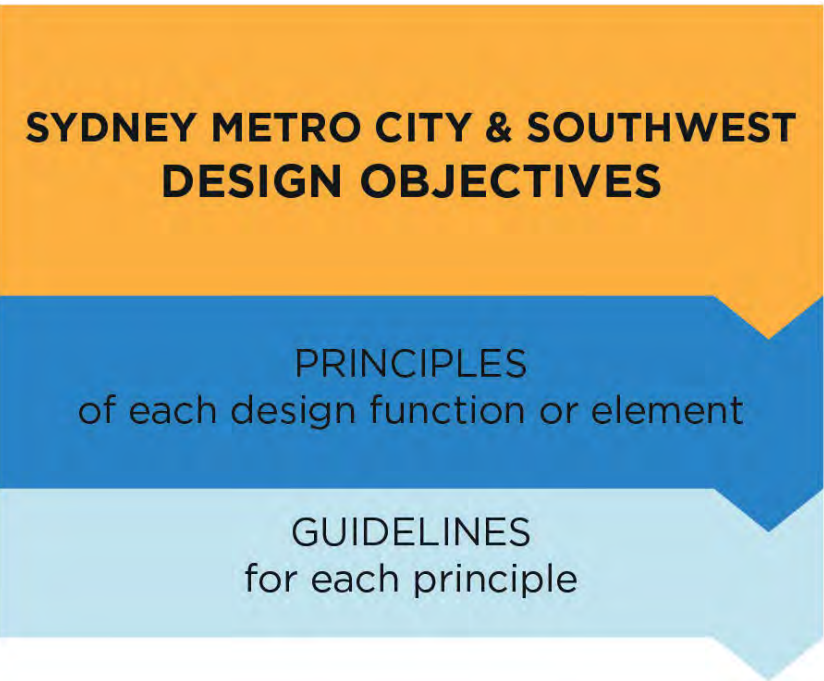 SYDNEY METRO CITY & SOUTHWEST
DESIGN OBJECTIVES
PRINCIPLES
of each design function or element
GUIDELINES
for each principle